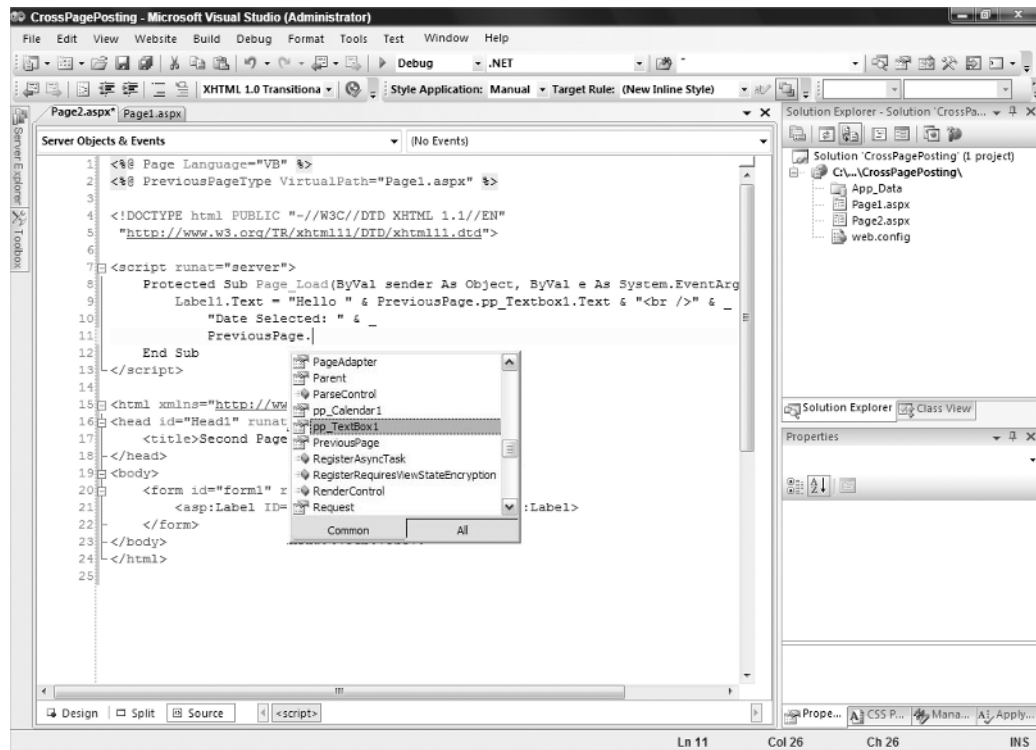 CrossPagePosting - Microsoft Visual Studio (Administrator)
File Edit View Website Build Debug Format Tools Test Window Help
Debug .NET
XHTML 1.0 Transitiona Style Application: Manual Target Rule: (New Inline Style)
Server Explorer
Toolbox
Page2.aspx* Page1.aspx
Server Objects & Events (No Events)
1 <%@ Page Language="VB" %>
2 <%@ PreviousPageType VirtualPath="Page1.aspx" %>
3
4 <!DOCTYPE html PUBLIC "-//W3C//DTD XHTML 1.1//EN"
5 "http://www.w3.org/TR/xhtml11/DTD/xhtml11.dtd">
6
7 <script runat="server">
8 Protected Sub Page_Load(ByVal sender As Object, ByVal e As System.EventArg
9 Label1.Text = "Hello " & PreviousPage.pp_Textbox1.Text & "<br />" & _
10 "Date Selected: " & _
11 PreviousPage.
12 End Sub
13 </script>
14
15 <html xmlns="http://ww
16 <head id="Head1" runat
17 <title>Second Page
18 </head>
19 <body>
20 <form id="form1" r
21 <asp:Label ID= :Label>
22 </form>
23 </body>
24 </html>
25
PageAdapter
Parent
ParseControl
pp_Calendar1
pp_TextBox1
PreviousPage
RegisterAsyncTask
RegisterRequiresViewStateEncryption
RenderControl
Request
Common All
Design Split Source <script>
Solution Explorer - Solution 'CrossPa...
Solution 'CrossPagePosting' (1 project)
C:\...\CrossPagePosting\
App_Data
Page1.aspx
Page2.aspx
web.config
Solution Explorer Class View
Properties
Prope... CSS P... Mana... Apply...
Ln 11 Col 26 Ch 26 INS